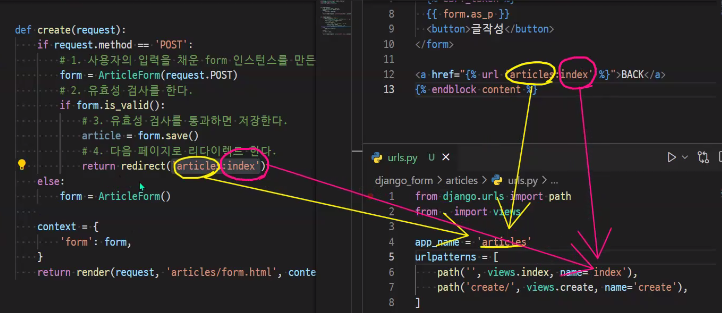 def create(request):
if request.method == 'POST':
# 1. 사용자의 입력을 채운 form 인스턴스를 만든
form = ArticleForm(request.POST)
# 2. 유효성 검사를 한다.
if form.is_valid():
# 3. 유효성 검사를 통과하면 저장한다.
article = form.save()
# 4. 다음 페이지로 리다이렉트 한다.
return redirect('articles:index')
else:
form = ArticleForm()
context = {
'form': form,
}
return render(request, 'articles/form.html', conte
8 {{ form.as_p }}
9 <button>글작성</button>
10 </form>
11
12 <a href="{% url 'articles:index' %}">BACK</a>
13 {% endblock content %}
urls.py U
django_form > articles > urls.py > ...
1 from django.urls import path
2 from . import views
3
4 app_name = 'articles'
5 urlpatterns = [
6 path('', views.index, name='index'),
7 path('create/', views.create, name='create'),
8 ]